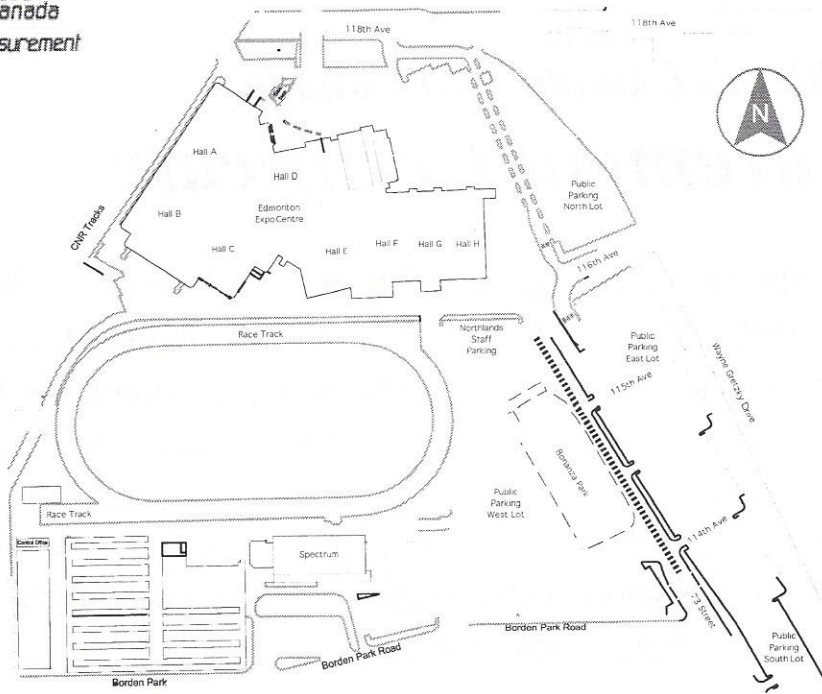 anada
surement
118th Ave
118th Ave
N
Hall A
Hall D
Hall B
Edmonton
ExpoCentre
Hall C
Hall E
Hall F
Hall G
Hall H
CNR Tracks
Public
Parking
North Lot
116th Ave
Race Track
Northlands
Staff
Parking
Public
Parking
East Lot
Wayne Gretzky Drive
115th Ave
Bonanza Park
Public
Parking
West Lot
Race Track
114th Ave
Control Office
Spectrum
73 Street
Borden Park Road
Borden Park Road
Public
Parking
South Lot
Borden Park